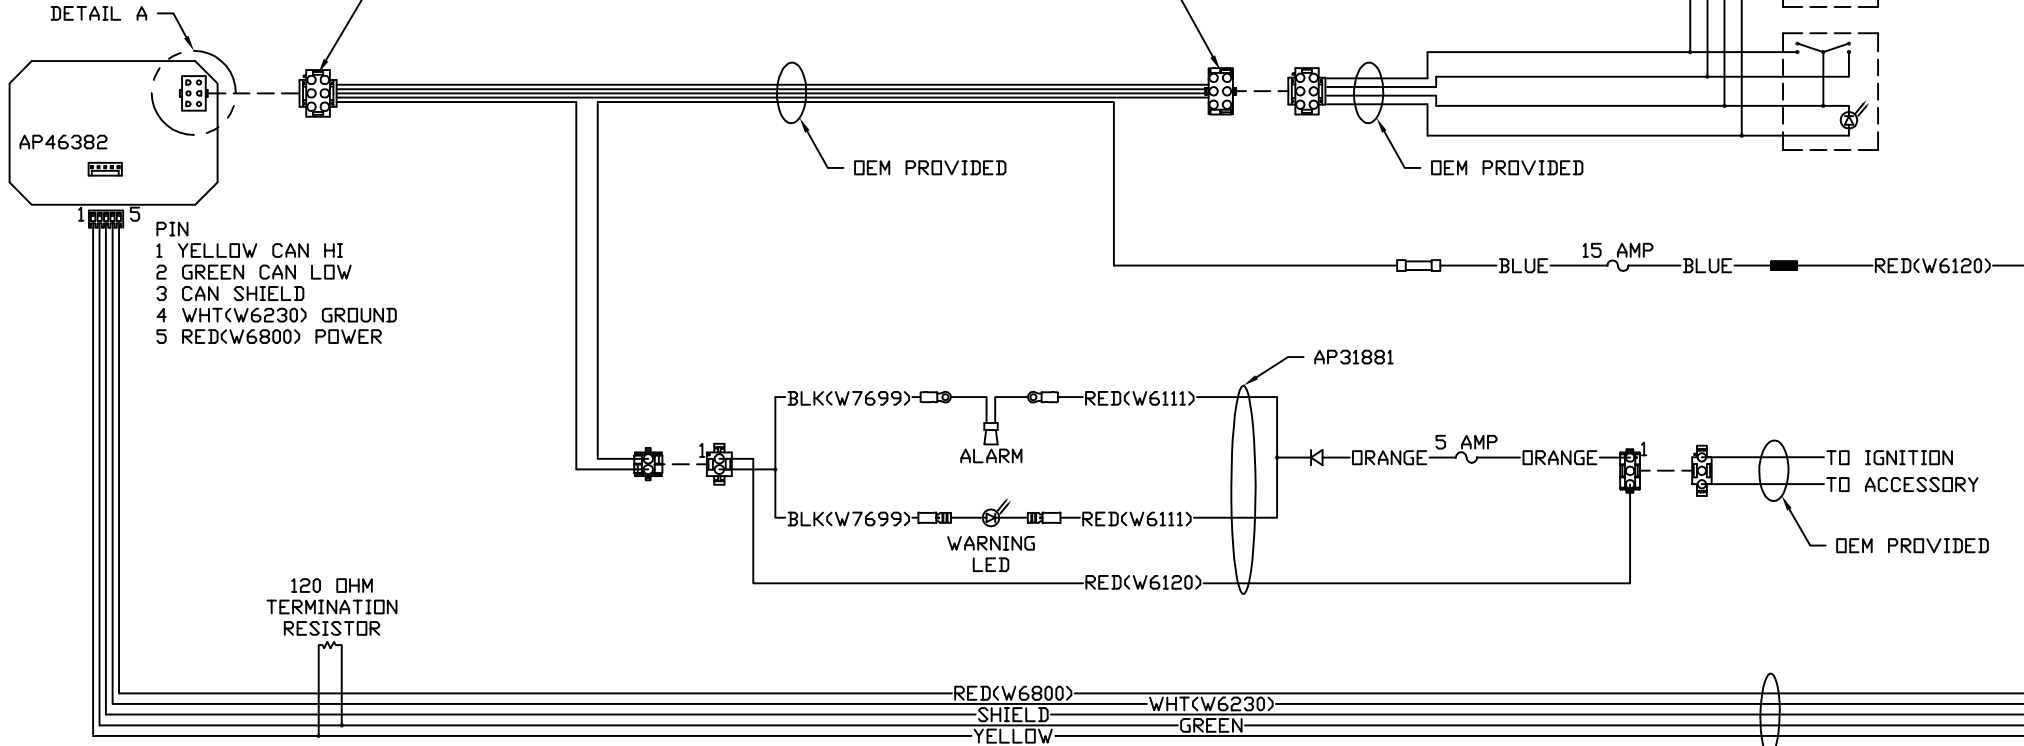 DETAIL A
AP46382
OEM PROVIDED
OEM PROVIDED
1 5
PIN
1 YELLOW CAN HI
2 GREEN CAN LOW
3 CAN SHIELD
4 WHT(W6230) GROUND
5 RED(W6800) POWER
15 AMP
BLUE BLUE RED(W6120)
AP31881
BLK(W7699) RED(W6111)
ALARM
1
5 AMP
ORANGE ORANGE
1
TO IGNITION
TO ACCESSORY
BLK(W7699) RED(W6111)
WARNING
LED
OEM PROVIDED
RED(W6120)
120 OHM
TERMINATION
RESISTOR
RED(W6800)
WHT(W6230)
SHIELD
GREEN
YELLOW